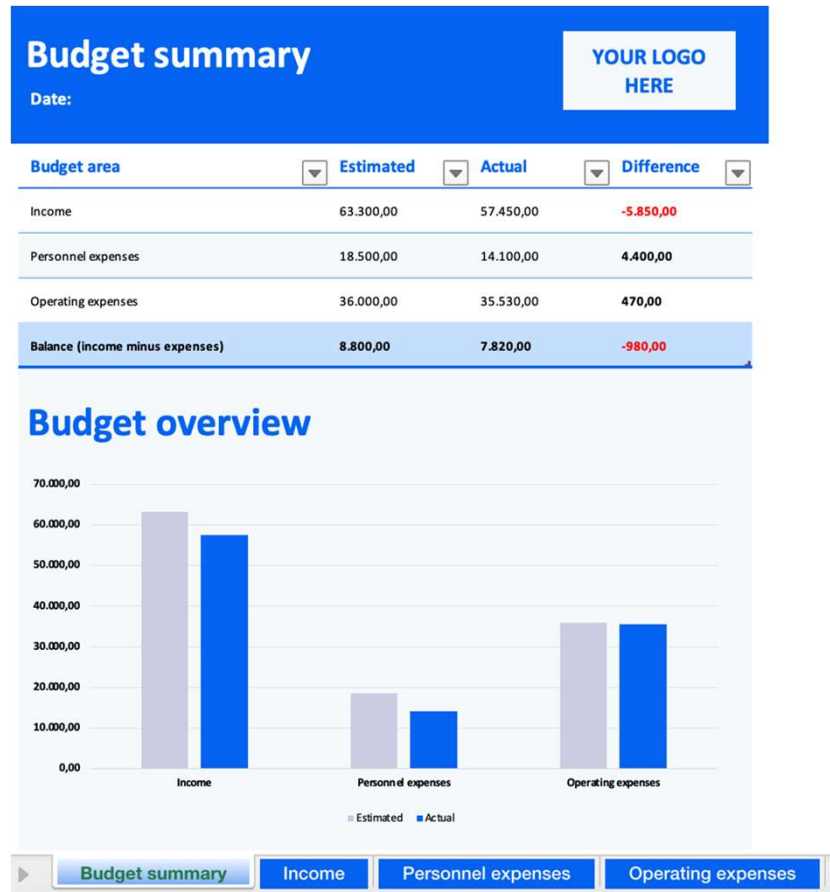 Budget summary
YOUR LOGO
HERE
Date:
Budget area Estimated Actual Difference
Income 63.300,00 57.450,00 -5.850,00
Personnel expenses 18.500,00 14.100,00 4.400,00
Operating expenses 36.000,00 35.530,00 470,00
Balance (income minus expenses) 8.800,00 7.820,00 -980,00
Budget overview
70.000,00
60.000,00
50.000,00
40.000,00
30.000,00
20.000,00
10.000,00
0,00
Income Personnel expenses Operating expenses
Estimated Actual
Budget summary Income Personnel expenses Operating expenses